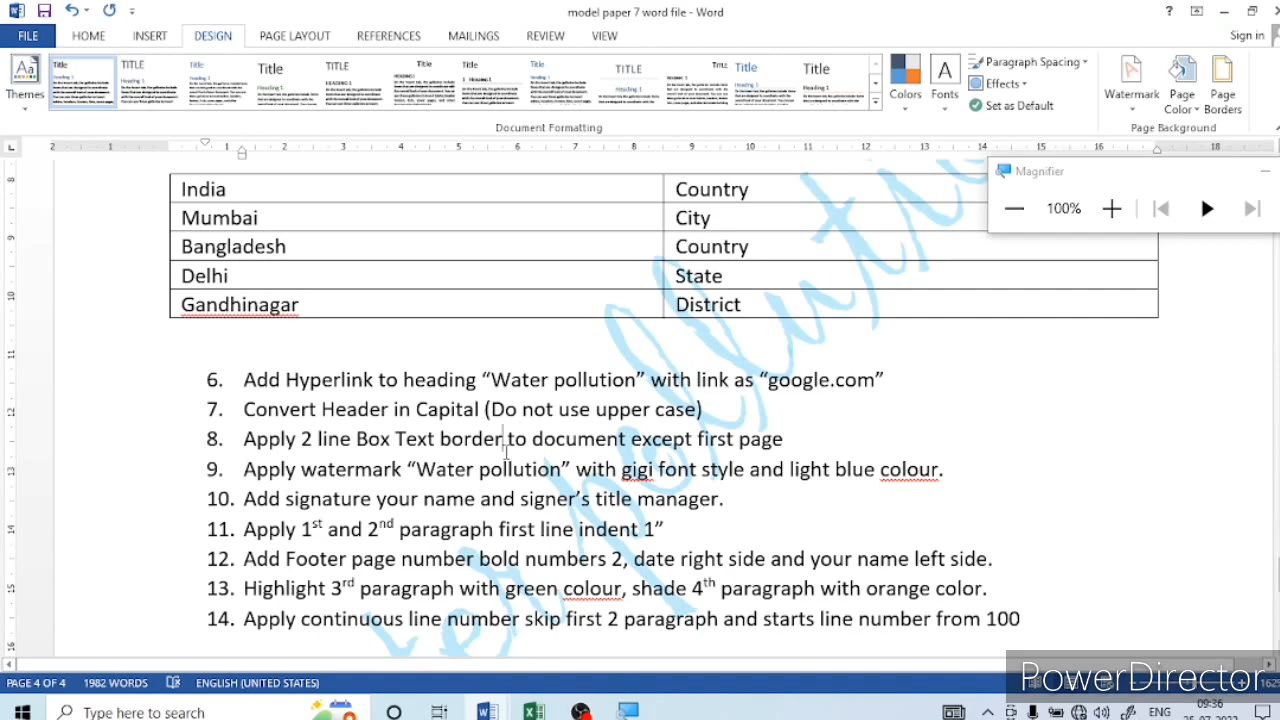 model paper 7 word file - Word
Sign in
FILE HOME INSERT DESIGN PAGE LAYOUT REFERENCES MAILINGS REVIEW VIEW
Themes
Colors
Fonts
Paragraph Spacing
Effects
Set as Default
Watermark
Page Color
Page Borders
Document Formatting
Page Background
Magnifier
100%
India Country
Mumbai City
Bangladesh Country
Delhi State
Gandhinagar District
6. Add Hyperlink to heading “Water pollution” with link as “google.com”
7. Convert Header in Capital (Do not use upper case)
8. Apply 2 line Box Text border to document except first page
9. Apply watermark “Water pollution” with gigi font style and light blue colour.
10. Add signature your name and signer’s title manager.
11. Apply 1st and 2nd paragraph first line indent 1”
12. Add Footer page number bold numbers 2, date right side and your name left side.
13. Highlight 3rd paragraph with green colour, shade 4th paragraph with orange color.
14. Apply continuous line number skip first 2 paragraph and starts line number from 100
PowerDirector
PAGE 4 OF 4 1982 WORDS ENGLISH (UNITED STATES)
Type here to search
ENG
09:36